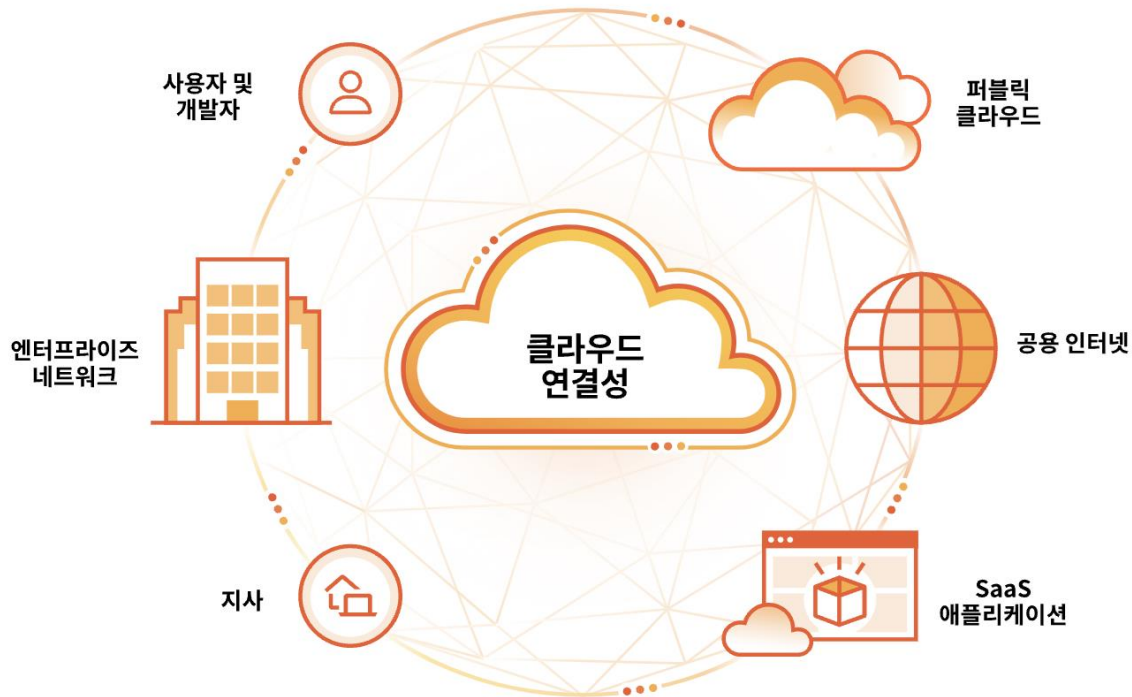 사용자 및
개발자
퍼블릭
클라우드
클라우드
연결성
엔터프라이즈
네트워크
공용 인터넷
지사
SaaS
애플리케이션